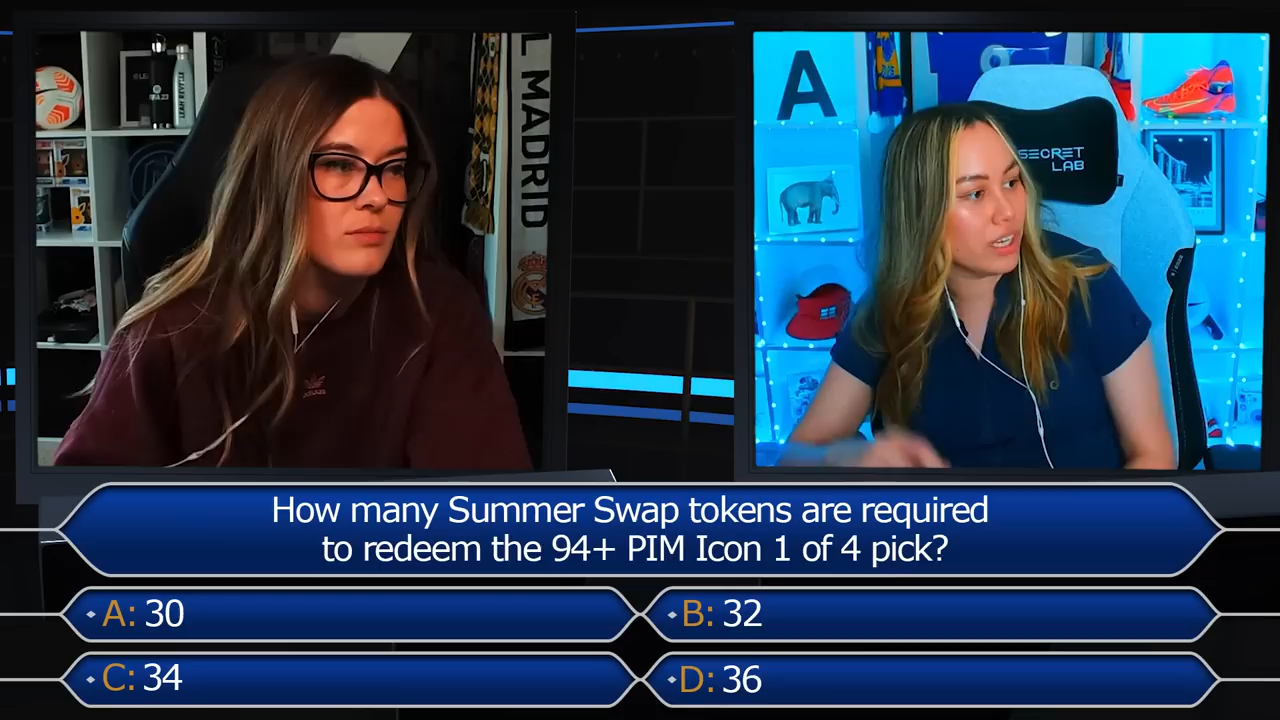 L MADRID
A
SECRET
LAB
adidas
How many Summer Swap tokens are required
to redeem the 94+ PIM Icon 1 of 4 pick?
A: 30
B: 32
C: 34
D: 36